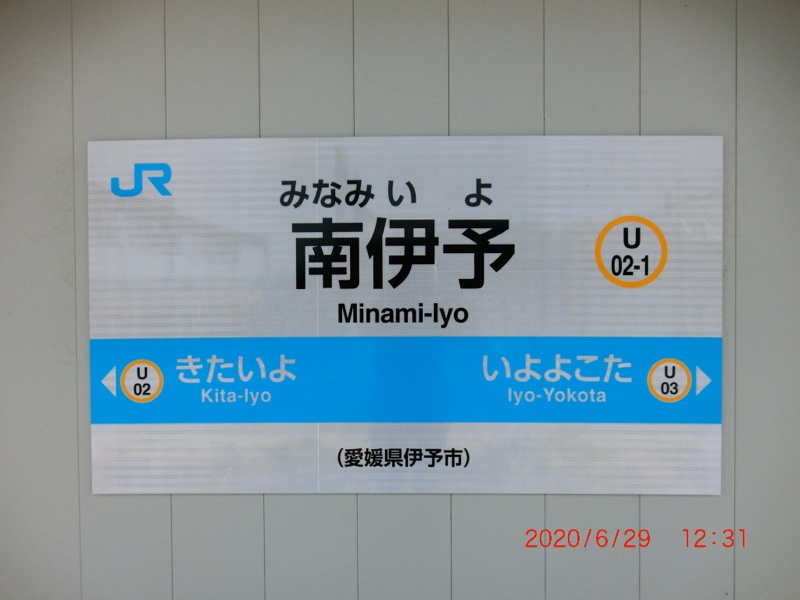 JR
みなみ い よ
南伊予
Minami-Iyo
U
02-1
U
02
きたいよ
Kita-Iyo
いよよこた
Iyo-Yokota
U
03
（愛媛県伊予市）
2020/6/29 12:31